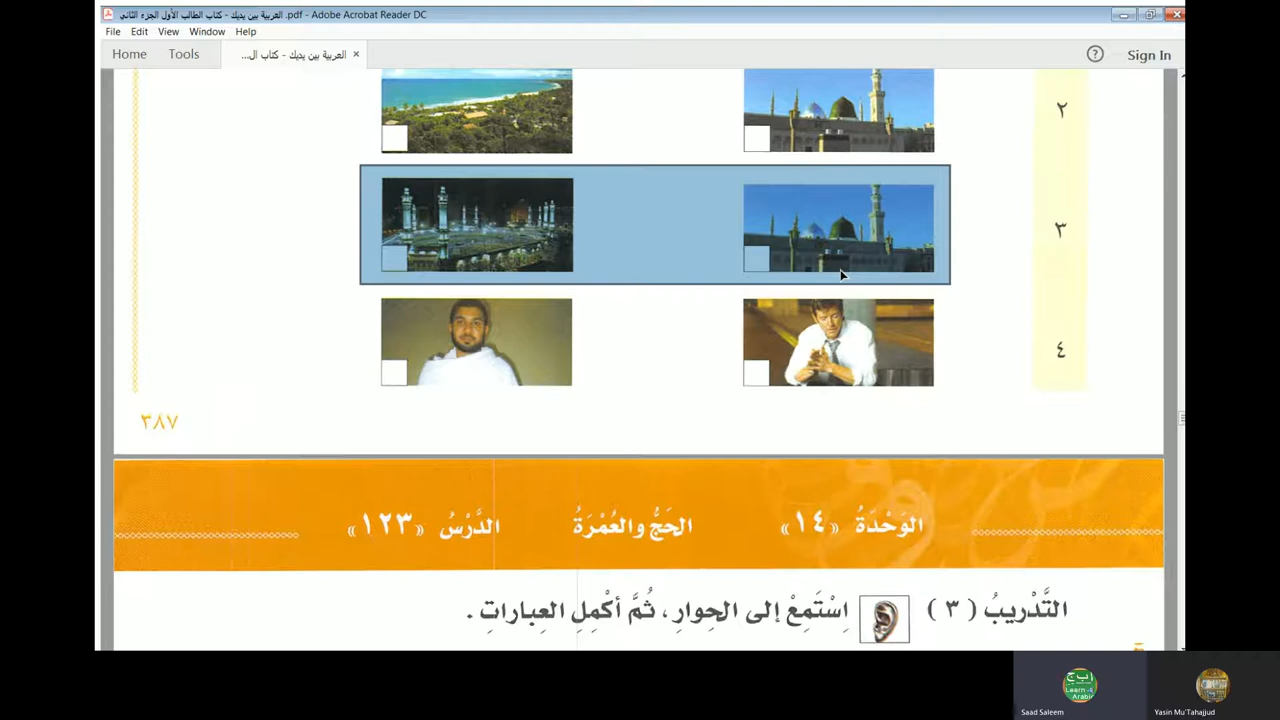 العربية بين يديك - كتاب الطالب الأول الجزء الثاني .pdf - Adobe Acrobat Reader DC
File Edit View Window Help
Home Tools العربية بين يديك - كتاب ال... × ? Sign In
٢
٣
٤
٣٨٧
الوَحْدَةُ «١٤» الحَجُّ والعُمْرَةُ الدَّرْسُ «١٢٣»
التَّدْرِيبُ ( ٣ ) اِسْتَمِعْ إلى الحِوارِ ، ثُمَّ أكْمِلِ العِباراتِ .
ا ب ج
Learn Arabic
Saad Saleem
Yasin Mu'Tahajjud